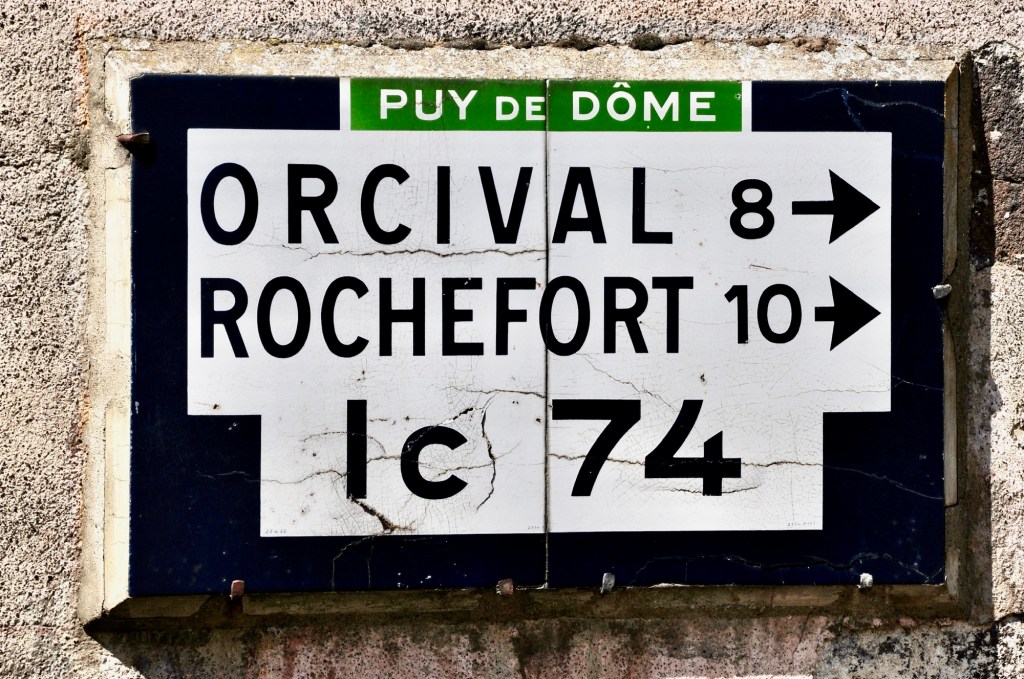 PUY DE DÔME
ORCIVAL 8
ROCHEFORT 10
Ic 74